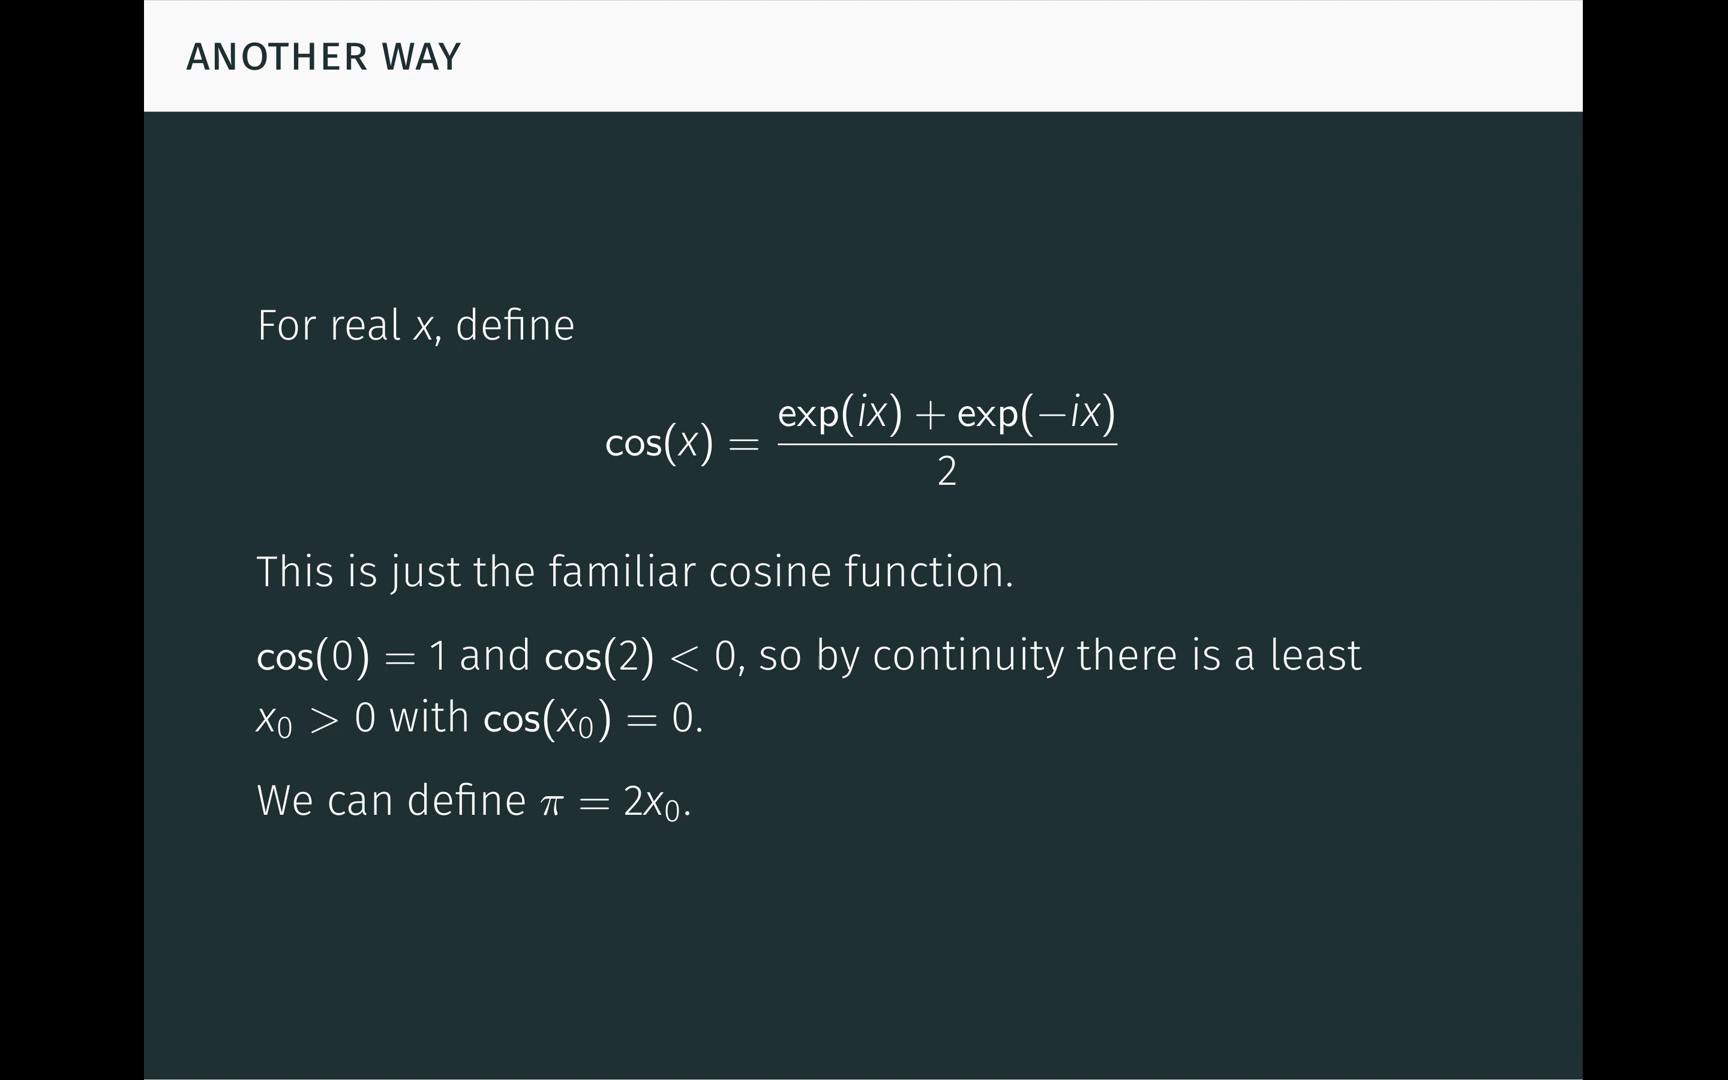 ANOTHER WAY
For real x, define
cos(x) = \frac{exp(ix) + exp(−ix)}{2}
This is just the familiar cosine function.
cos(0) = 1 and cos(2) < 0, so by continuity there is a least
x₀ > 0 with cos(x₀) = 0.
We can define π = 2x₀.